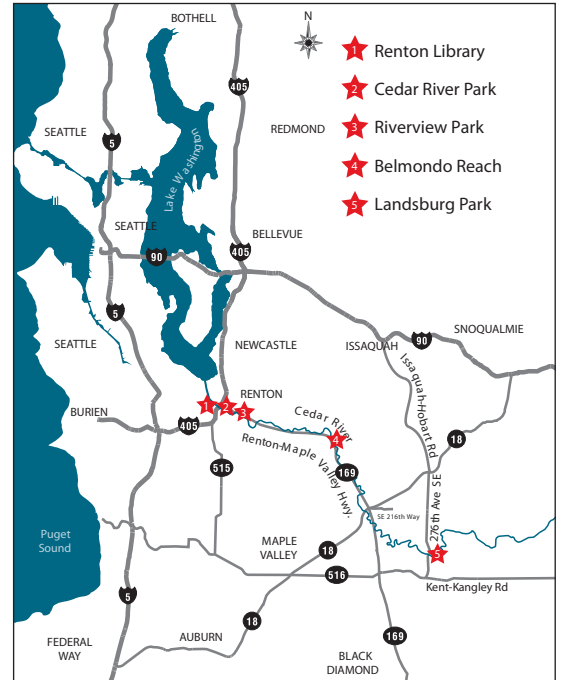 BOTHELL
N
1 Renton Library
405
2 Cedar River Park
SEATTLE
5
REDMOND
3 Riverview Park
Lake Washington
4 Belmondo Reach
5 Landsburg Park
SEATTLE
BELLEVUE
90
405
5
SEATTLE
NEWCASTLE
ISSAQUAH
90
SNOQUALMIE
Issaquah-Hobart Rd
RENTON
1
2
3
BURIEN
405
Cedar River
4
18
Renton-Maple Valley Hwy.
515
169
276th Ave SE
SE 216th Way
Puget
Sound
MAPLE
VALLEY
18
5
516
Kent-Kangley Rd
5
18
AUBURN
169
FEDERAL
WAY
BLACK
DIAMOND